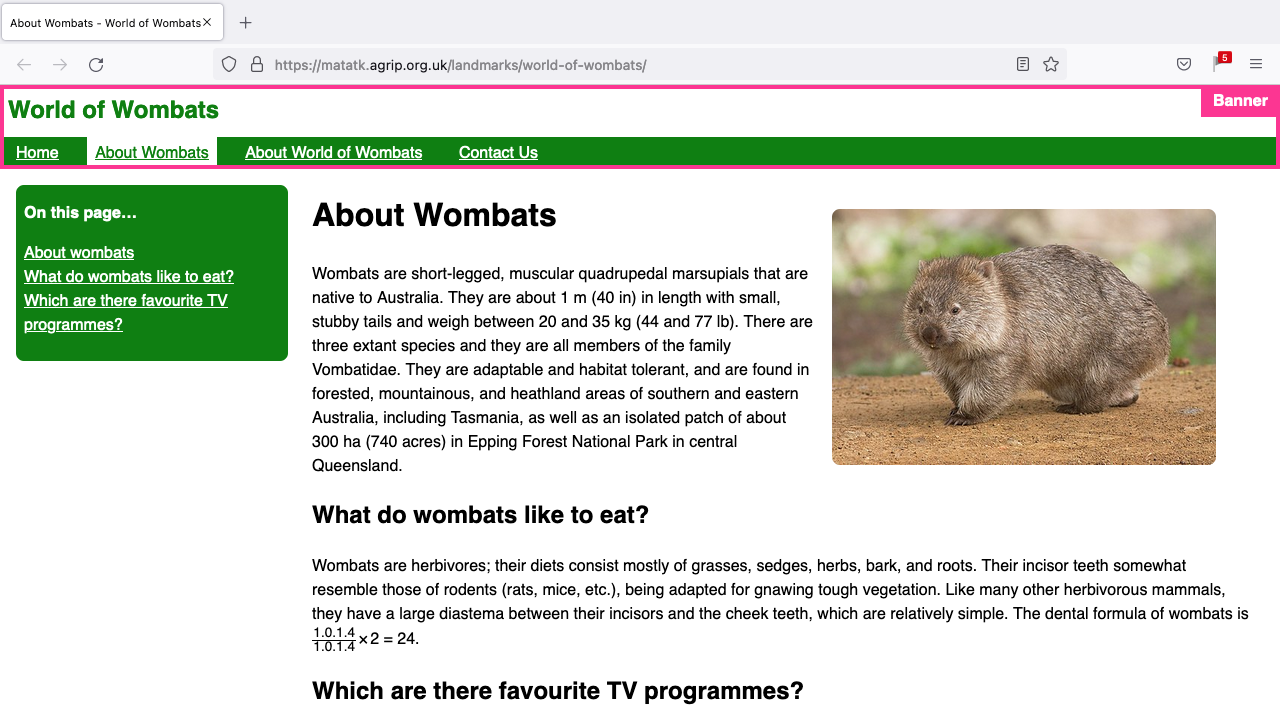 About Wombats - World of Wombats
https://matatk.agrip.org.uk/landmarks/world-of-wombats/
5
World of Wombats
Banner
Home About Wombats About World of Wombats Contact Us
On this page…
About wombats
What do wombats like to eat?
Which are there favourite TV
programmes?
About Wombats
Wombats are short-legged, muscular quadrupedal marsupials that are
native to Australia. They are about 1 m (40 in) in length with small,
stubby tails and weigh between 20 and 35 kg (44 and 77 lb). There are
three extant species and they are all members of the family
Vombatidae. They are adaptable and habitat tolerant, and are found in
forested, mountainous, and heathland areas of southern and eastern
Australia, including Tasmania, as well as an isolated patch of about
300 ha (740 acres) in Epping Forest National Park in central
Queensland.
What do wombats like to eat?
Wombats are herbivores; their diets consist mostly of grasses, sedges, herbs, bark, and roots. Their incisor teeth somewhat
resemble those of rodents (rats, mice, etc.), being adapted for gnawing tough vegetation. Like many other herbivorous mammals,
they have a large diastema between their incisors and the cheek teeth, which are relatively simple. The dental formula of wombats is
1.0.1.4
1.0.1.4 × 2 = 24.
Which are there favourite TV programmes?